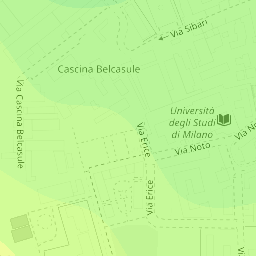 Via Sibari
Cascina Belcasule
Via Cascina Belcasule
Università
degli Studi
di Milano
Via Erice
Via Noto
Via Erice